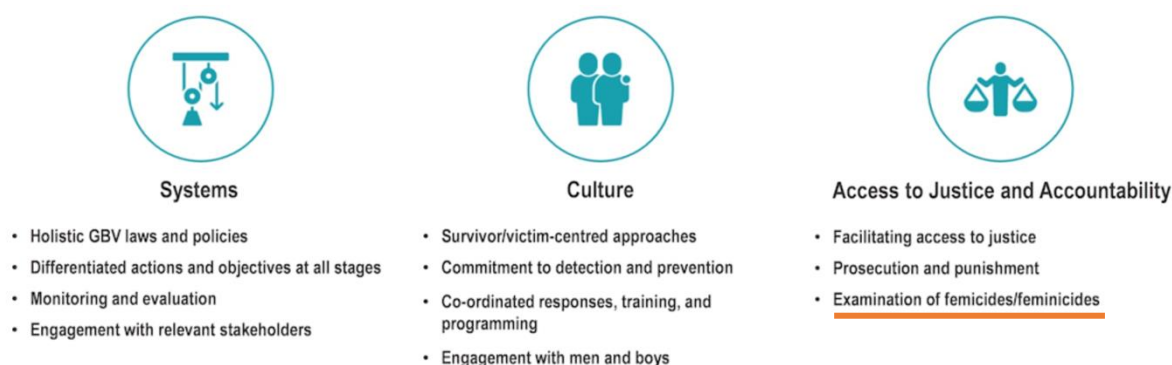 Systems
• Holistic GBV laws and policies
• Differentiated actions and objectives at all stages
• Monitoring and evaluation
• Engagement with relevant stakeholders
Culture
• Survivor/victim-centred approaches
• Commitment to detection and prevention
• Co-ordinated responses, training, and
programming
• Engagement with men and boys
Access to Justice and Accountability
• Facilitating access to justice
• Prosecution and punishment
• Examination of femicides/feminicides